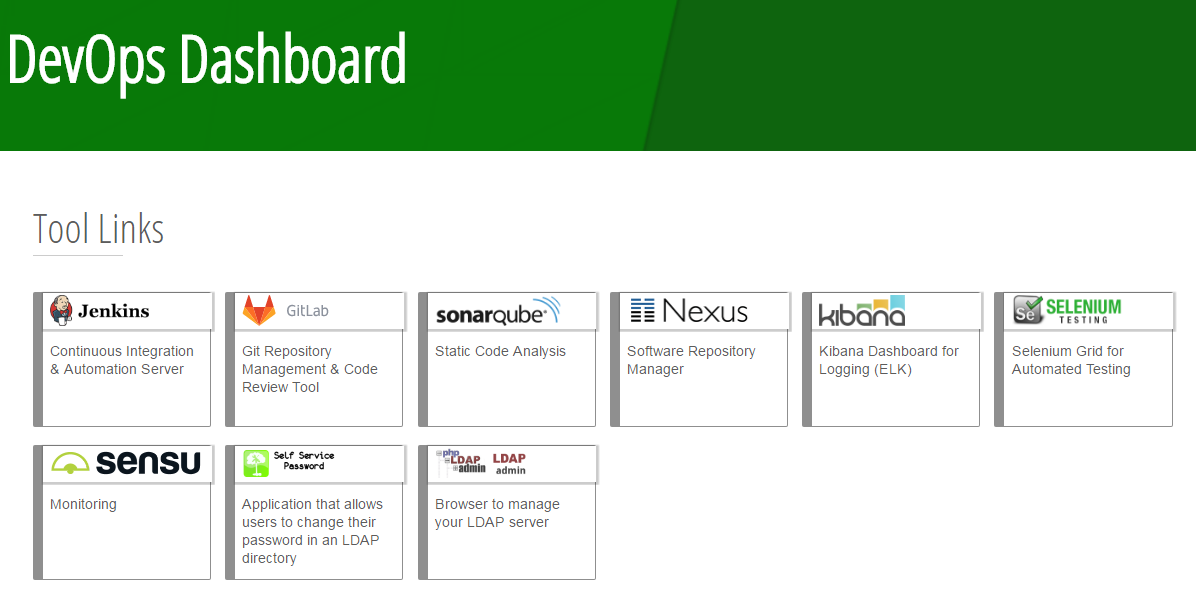 DevOps Dashboard
Tool Links
Jenkins
Continuous Integration
& Automation Server
GitLab
Git Repository
Management & Code
Review Tool
sonarqube
Static Code Analysis
Nexus
Software Repository
Manager
kibana
Kibana Dashboard for
Logging (ELK)
Se SELENIUM
TESTING
Selenium Grid for
Automated Testing
sensu
Monitoring
Self Service
Password
Application that allows
users to change their
password in an LDAP
directory
php
LDAP
admin
LDAP
admin
Browser to manage
your LDAP server